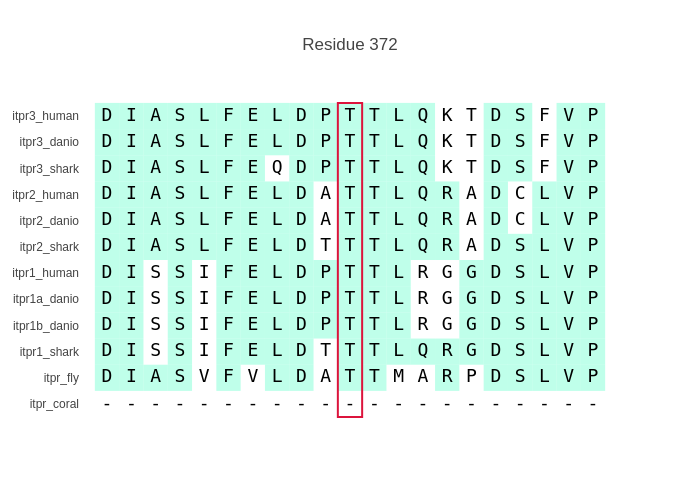 Residue 372
itpr3_human D I A S L F E L D P T T L Q K T D S F V P
itpr3_danio D I A S L F E L D P T T L Q K T D S F V P
itpr3_shark D I A S L F E Q D P T T L Q K T D S F V P
itpr2_human D I A S L F E L D A T T L Q R A D C L V P
itpr2_danio D I A S L F E L D A T T L Q R A D C L V P
itpr2_shark D I A S L F E L D T T T L Q R A D S L V P
itpr1_human D I S S I F E L D P T T L R G G D S L V P
itpr1a_danio D I S S I F E L D P T T L R G G D S L V P
itpr1b_danio D I S S I F E L D P T T L R G G D S L V P
itpr1_shark D I S S I F E L D T T T L Q R G D S L V P
itpr_fly D I A S V F V L D A T T M A R P D S L V P
itpr_coral - - - - - - - - - - - - - - - - - - - - -